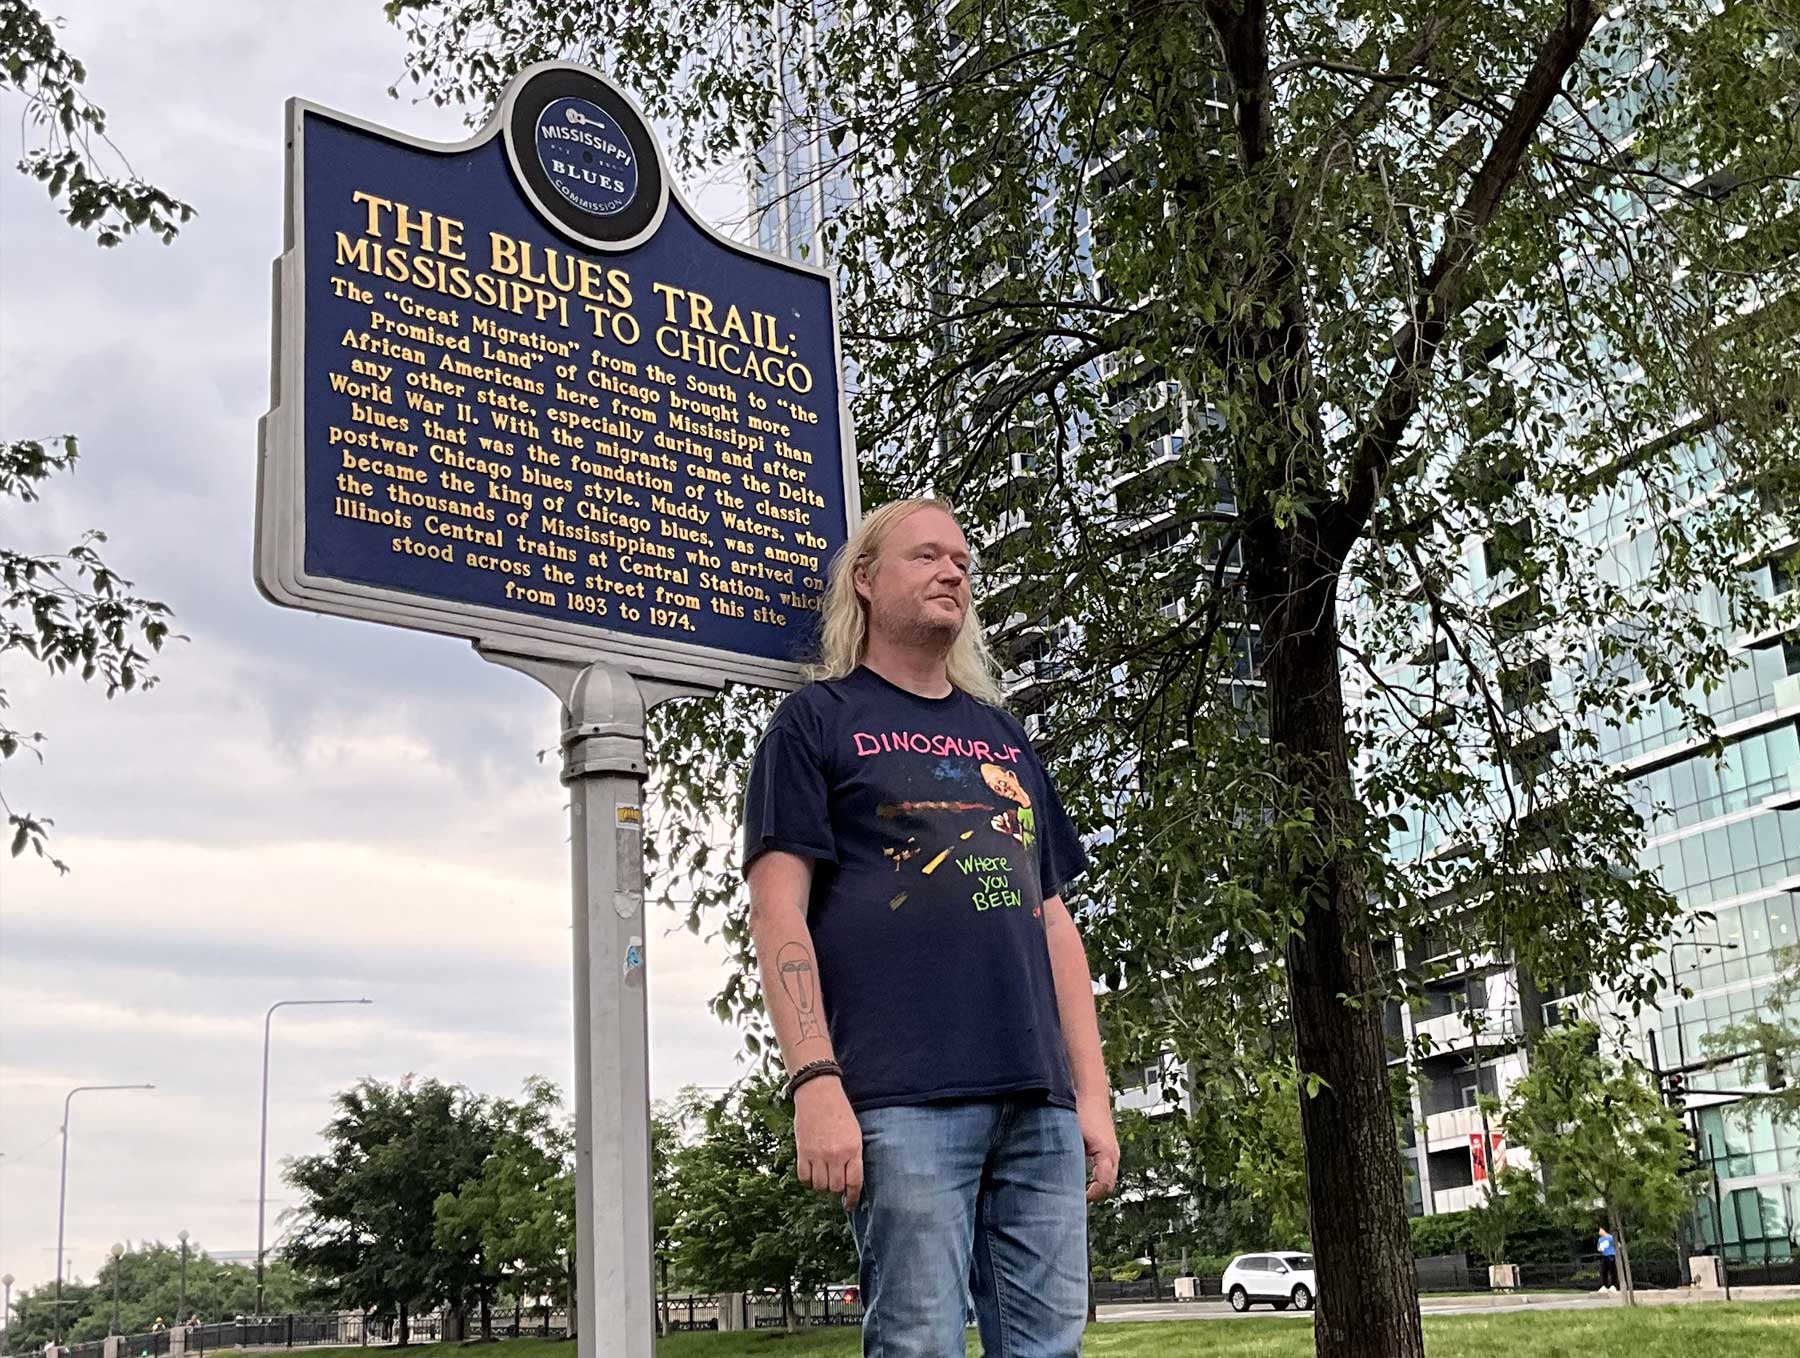 MISSISSIPPI
BLUES
COMMISSION
THE BLUES TRAIL:
MISSISSIPPI TO CHICAGO
The “Great Migration” from the South to “the
Promised Land” of Chicago brought more
African Americans here from Mississippi than
any other state, especially during and after
World War II. With the migrants came the Delta
blues that was the foundation of the classic
postwar Chicago blues style. Muddy Waters, who
became the king of Chicago blues, was among
the thousands of Mississippians who arrived on
Illinois Central trains at Central Station, which
stood across the street from this site
from 1893 to 1974.
DINOSAUR Jr
WHere
you
BEEN